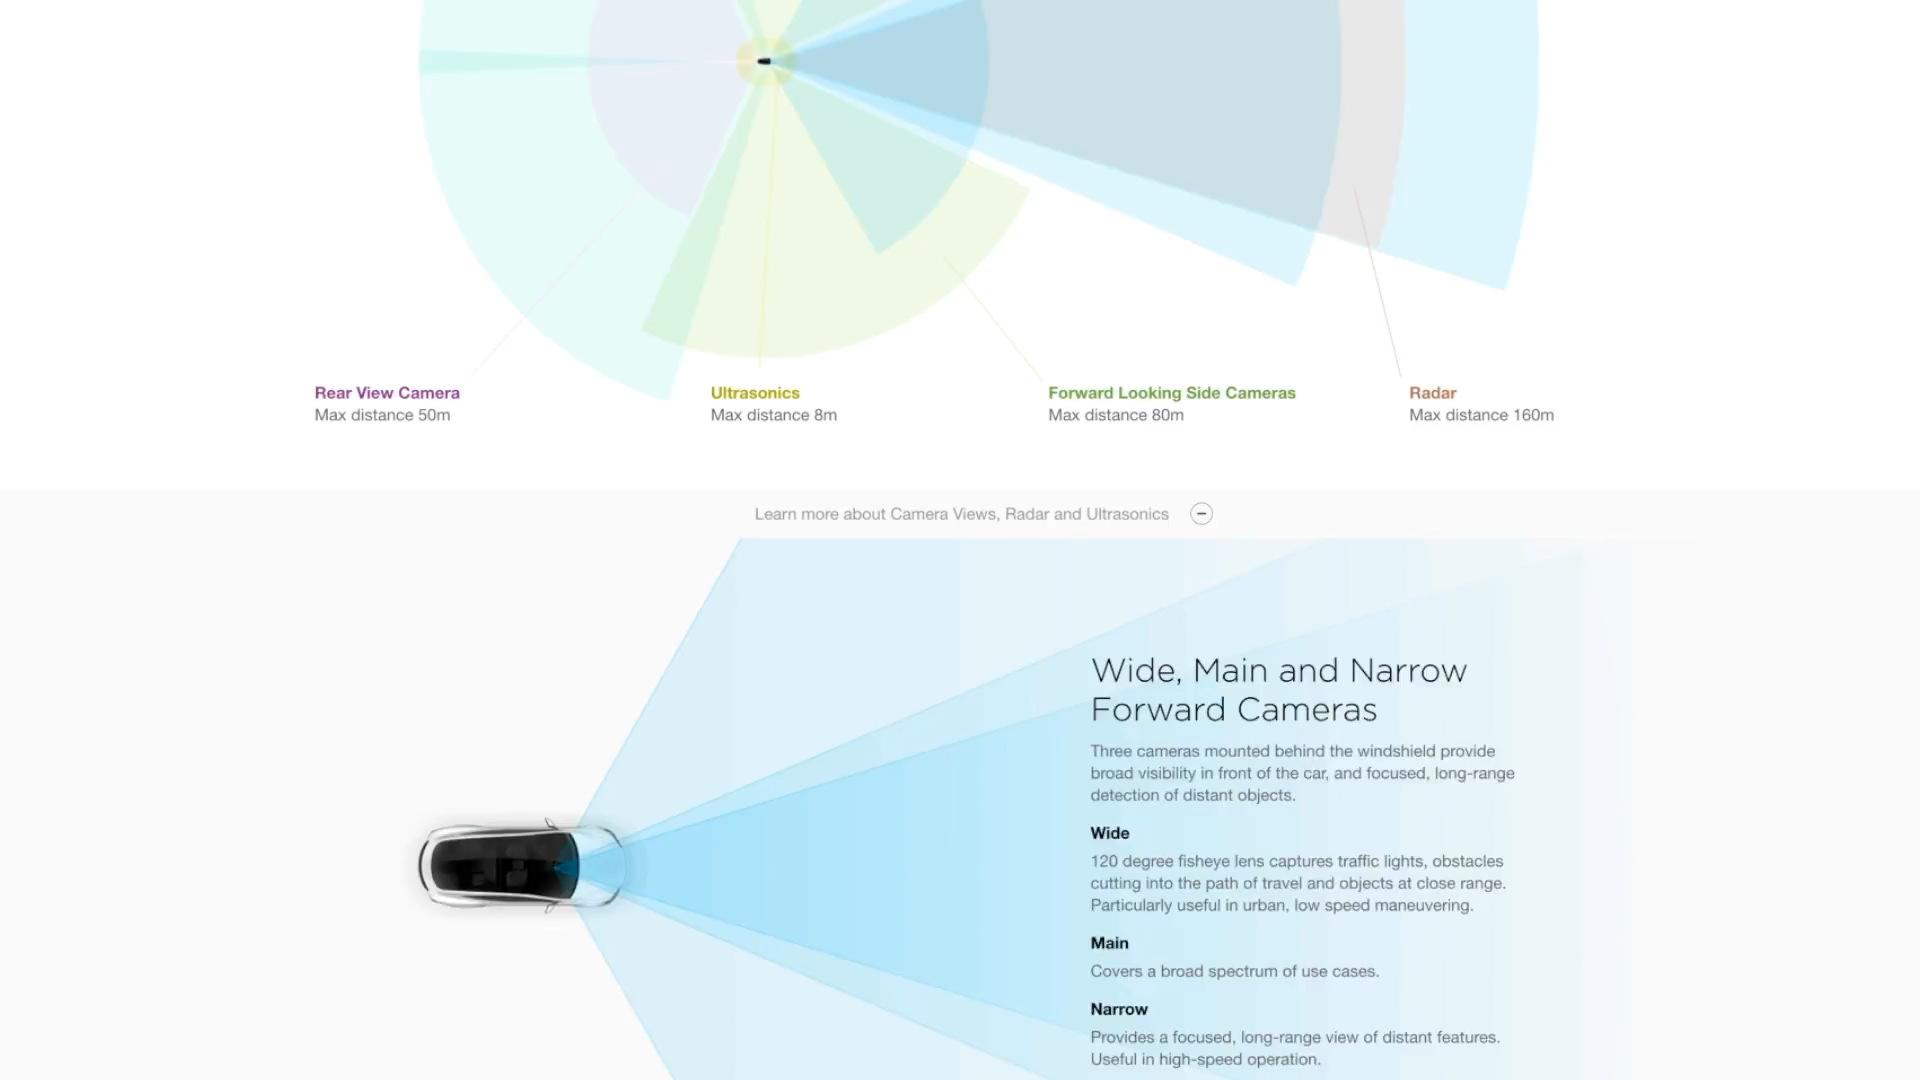 Rear View Camera
Max distance 50m
Ultrasonics
Max distance 8m
Forward Looking Side Cameras
Max distance 80m
Radar
Max distance 160m
Learn more about Camera Views, Radar and Ultrasonics
Wide, Main and Narrow
Forward Cameras
Three cameras mounted behind the windshield provide
broad visibility in front of the car, and focused, long-range
detection of distant objects.
Wide
120 degree fisheye lens captures traffic lights, obstacles
cutting into the path of travel and objects at close range.
Particularly useful in urban, low speed maneuvering.
Main
Covers a broad spectrum of use cases.
Narrow
Provides a focused, long-range view of distant features.
Useful in high-speed operation.